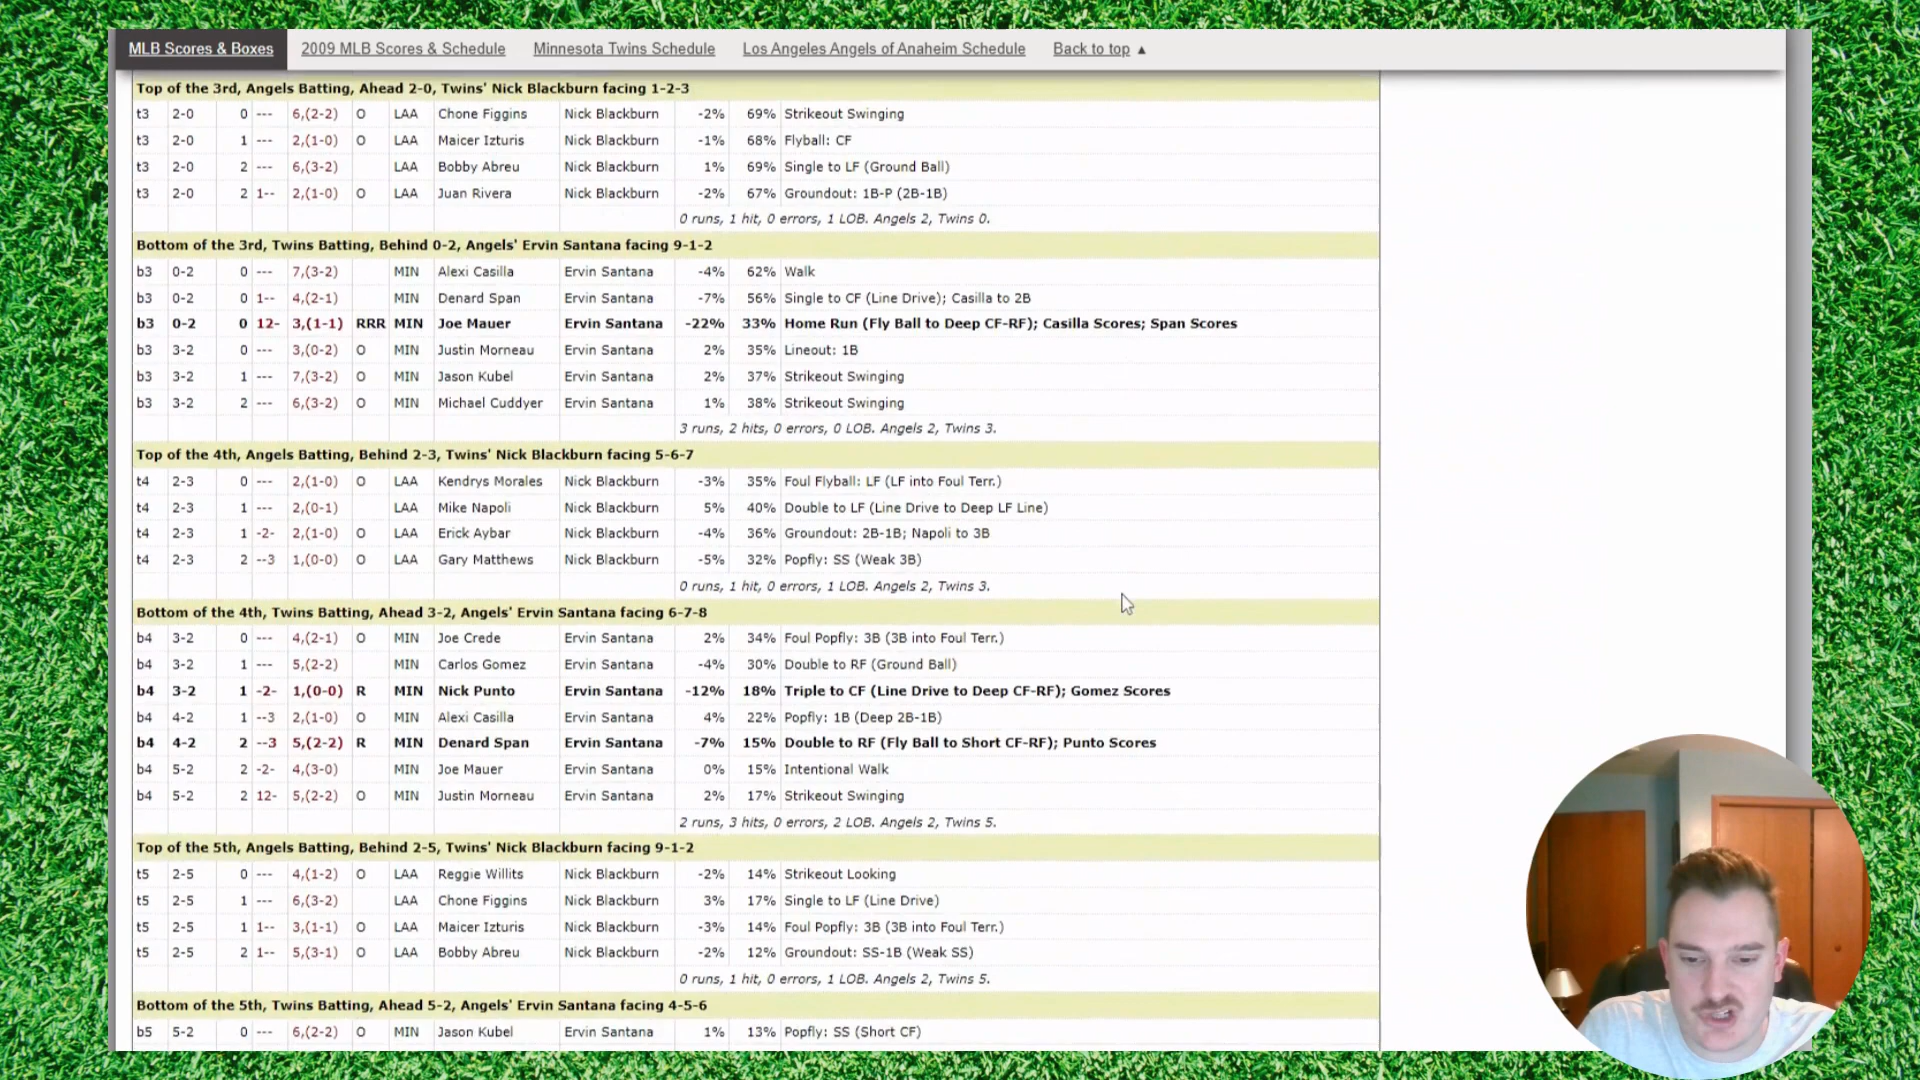 MLB Scores & Boxes 2009 MLB Scores & Schedule Minnesota Twins Schedule Los Angeles Angels of Anaheim Schedule Back to top ▲
Top of the 3rd, Angels Batting, Ahead 2-0, Twins' Nick Blackburn facing 1-2-3
t3 2-0 0 --- 6,(2-2) O LAA Chone Figgins Nick Blackburn -2% 69% Strikeout Swinging
t3 2-0 1 --- 2,(1-0) O LAA Maicer Izturis Nick Blackburn -1% 68% Flyball: CF
t3 2-0 2 --- 6,(3-2) LAA Bobby Abreu Nick Blackburn 1% 69% Single to LF (Ground Ball)
t3 2-0 2 1-- 2,(1-0) O LAA Juan Rivera Nick Blackburn -2% 67% Groundout: 1B-P (2B-1B)
0 runs, 1 hit, 0 errors, 1 LOB. Angels 2, Twins 0.
Bottom of the 3rd, Twins Batting, Behind 0-2, Angels' Ervin Santana facing 9-1-2
b3 0-2 0 --- 7,(3-2) MIN Alexi Casilla Ervin Santana -4% 62% Walk
b3 0-2 0 1-- 4,(2-1) MIN Denard Span Ervin Santana -7% 56% Single to CF (Line Drive); Casilla to 2B
b3 0-2 0 12- 3,(1-1) RRR MIN Joe Mauer Ervin Santana -22% 33% Home Run (Fly Ball to Deep CF-RF); Casilla Scores; Span Scores
b3 3-2 0 --- 3,(0-2) O MIN Justin Morneau Ervin Santana 2% 35% Lineout: 1B
b3 3-2 1 --- 7,(3-2) O MIN Jason Kubel Ervin Santana 2% 37% Strikeout Swinging
b3 3-2 2 --- 6,(3-2) O MIN Michael Cuddyer Ervin Santana 1% 38% Strikeout Swinging
3 runs, 2 hits, 0 errors, 0 LOB. Angels 2, Twins 3.
Top of the 4th, Angels Batting, Behind 2-3, Twins' Nick Blackburn facing 5-6-7
t4 2-3 0 --- 2,(1-0) O LAA Kendrys Morales Nick Blackburn -3% 35% Foul Flyball: LF (LF into Foul Terr.)
t4 2-3 1 --- 2,(0-1) LAA Mike Napoli Nick Blackburn 5% 40% Double to LF (Line Drive to Deep LF Line)
t4 2-3 1 -2- 2,(1-0) O LAA Erick Aybar Nick Blackburn -4% 36% Groundout: 2B-1B; Napoli to 3B
t4 2-3 2 --3 1,(0-0) O LAA Gary Matthews Nick Blackburn -5% 32% Popfly: SS (Weak 3B)
0 runs, 1 hit, 0 errors, 1 LOB. Angels 2, Twins 3.
Bottom of the 4th, Twins Batting, Ahead 3-2, Angels' Ervin Santana facing 6-7-8
b4 3-2 0 --- 4,(2-1) O MIN Joe Crede Ervin Santana 2% 34% Foul Popfly: 3B (3B into Foul Terr.)
b4 3-2 1 --- 5,(2-2) MIN Carlos Gomez Ervin Santana -4% 30% Double to RF (Ground Ball)
b4 3-2 1 -2- 1,(0-0) R MIN Nick Punto Ervin Santana -12% 18% Triple to CF (Line Drive to Deep CF-RF); Gomez Scores
b4 4-2 1 --3 2,(1-0) O MIN Alexi Casilla Ervin Santana 4% 22% Popfly: 1B (Deep 2B-1B)
b4 4-2 2 --3 5,(2-2) R MIN Denard Span Ervin Santana -7% 15% Double to RF (Fly Ball to Short CF-RF); Punto Scores
b4 5-2 2 -2- 4,(3-0) MIN Joe Mauer Ervin Santana 0% 15% Intentional Walk
b4 5-2 2 12- 5,(2-2) O MIN Justin Morneau Ervin Santana 2% 17% Strikeout Swinging
2 runs, 3 hits, 0 errors, 2 LOB. Angels 2, Twins 5.
Top of the 5th, Angels Batting, Behind 2-5, Twins' Nick Blackburn facing 9-1-2
t5 2-5 0 --- 4,(1-2) O LAA Reggie Willits Nick Blackburn -2% 14% Strikeout Looking
t5 2-5 1 --- 6,(3-2) LAA Chone Figgins Nick Blackburn 3% 17% Single to LF (Line Drive)
t5 2-5 1 1-- 3,(1-1) O LAA Maicer Izturis Nick Blackburn -3% 14% Foul Popfly: 3B (3B into Foul Terr.)
t5 2-5 2 1-- 5,(3-1) O LAA Bobby Abreu Nick Blackburn -2% 12% Groundout: SS-1B (Weak SS)
0 runs, 1 hit, 0 errors, 1 LOB. Angels 2, Twins 5.
Bottom of the 5th, Twins Batting, Ahead 5-2, Angels' Ervin Santana facing 4-5-6
b5 5-2 0 --- 6,(2-2) O MIN Jason Kubel Ervin Santana 1% 13% Popfly: SS (Short CF)